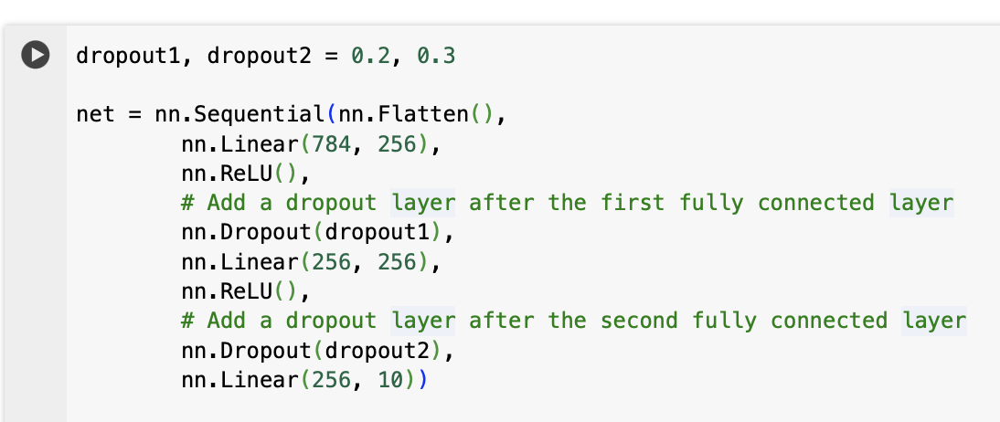 dropout1, dropout2 = 0.2, 0.3
net = nn.Sequential(nn.Flatten(),
nn.Linear(784, 256),
nn.ReLU(),
# Add a dropout layer after the first fully connected layer
nn.Dropout(dropout1),
nn.Linear(256, 256),
nn.ReLU(),
# Add a dropout layer after the second fully connected layer
nn.Dropout(dropout2),
nn.Linear(256, 10))